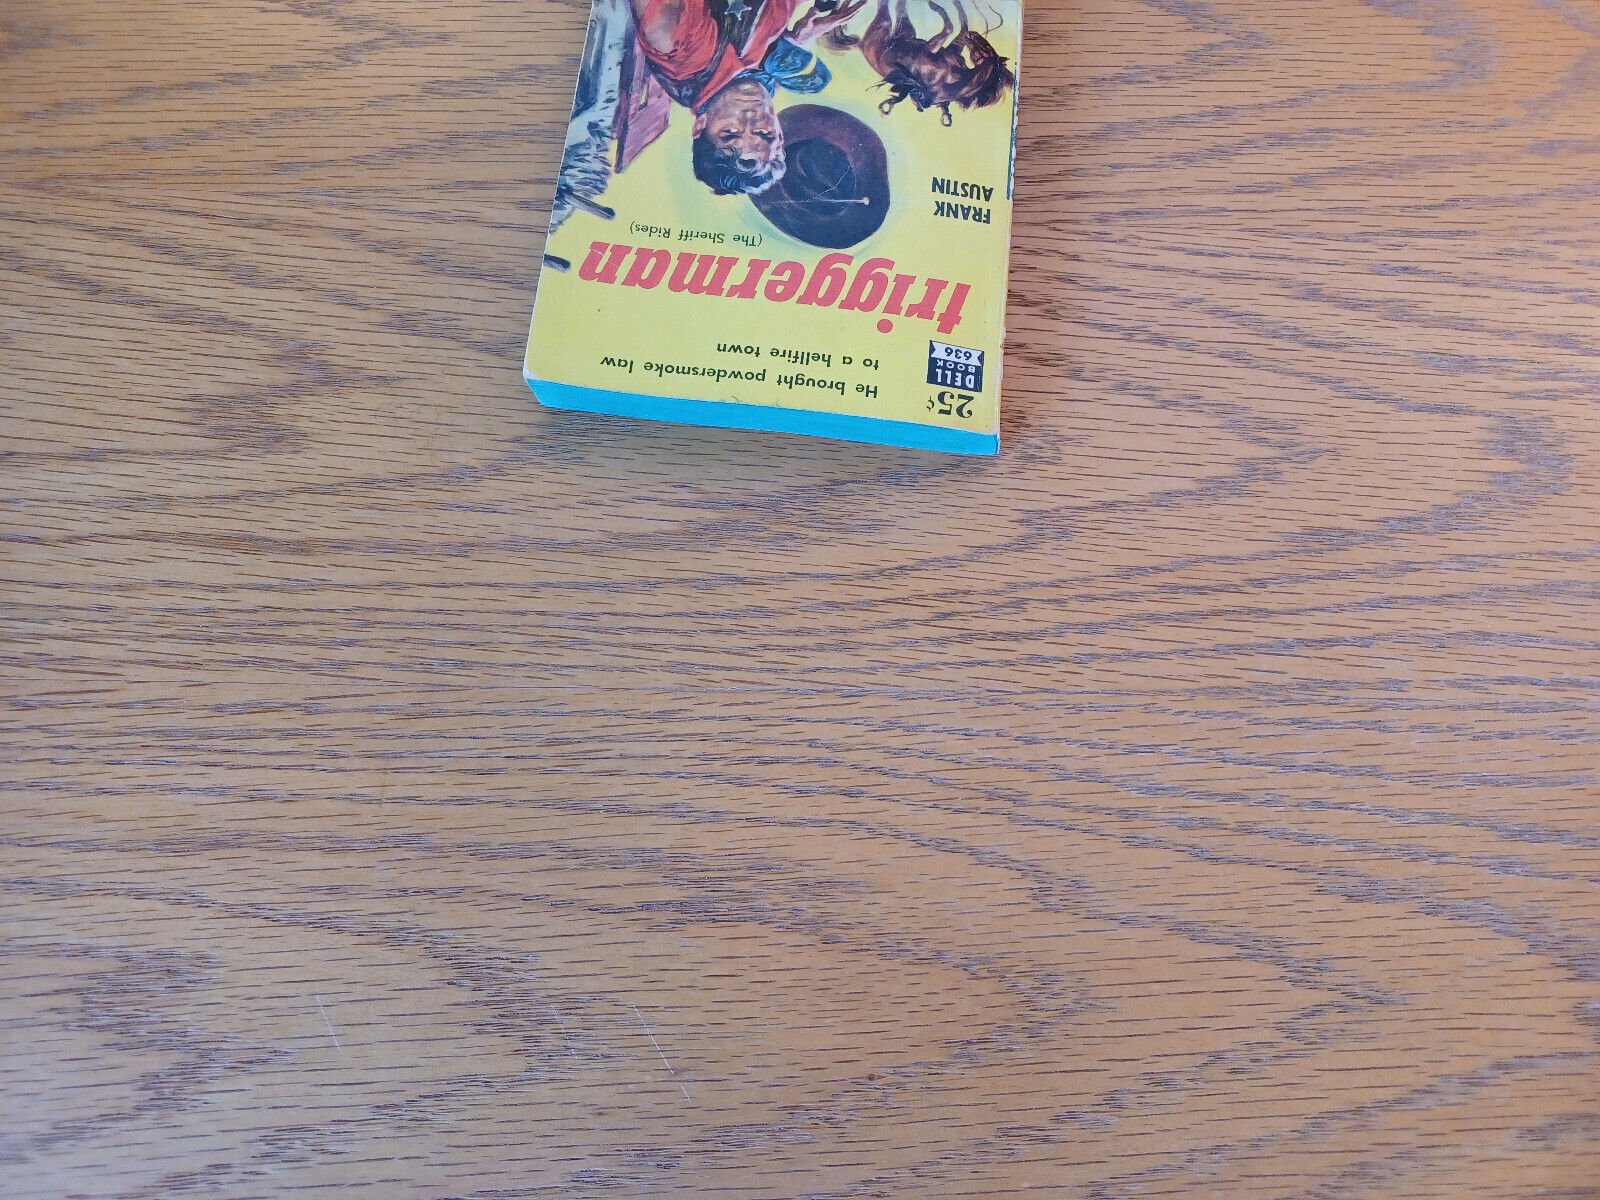 25¢
DELL
BOOK
636
He brought powdersmoke law
to a hellfire town
triggerman
(The Sheriff Rides)
FRANK
AUSTIN